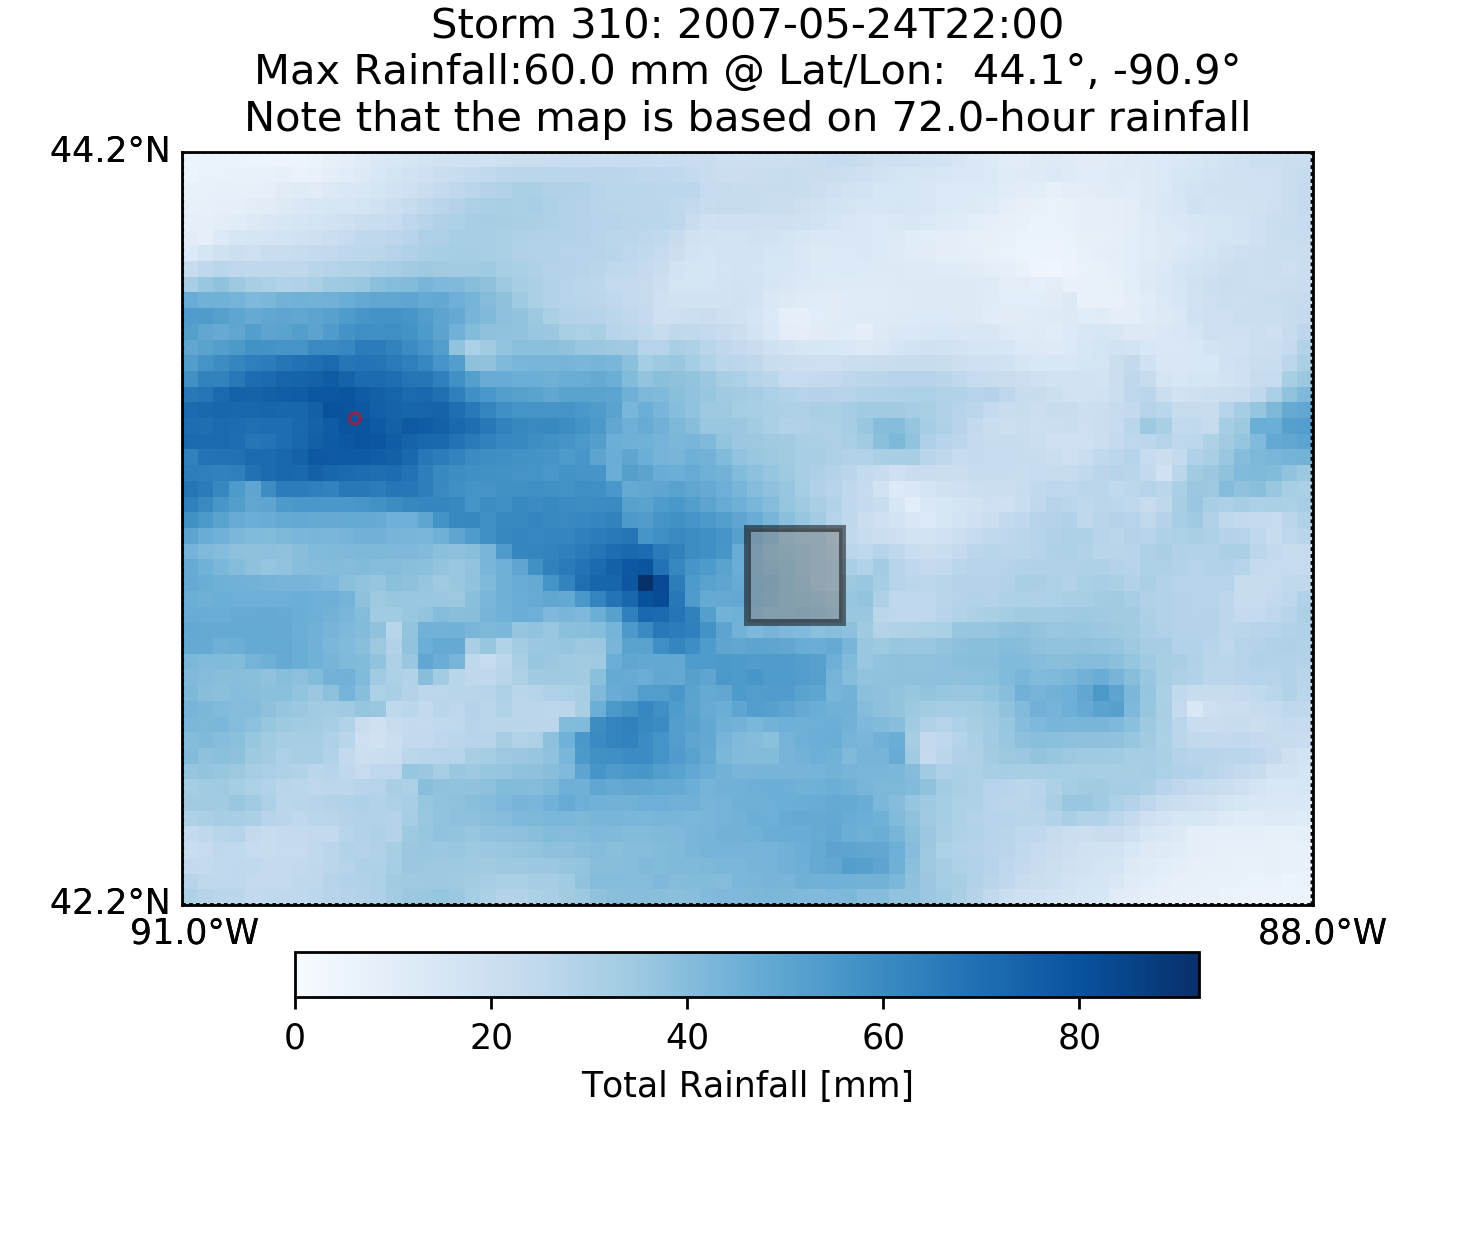 Storm 310: 2007-05-24T22:00
Max Rainfall:60.0 mm @ Lat/Lon:  44.1°, -90.9°
Note that the map is based on 72.0-hour rainfall
44.2°N
42.2°N
91.0°W 88.0°W
0 20 40 60 80
Total Rainfall [mm]